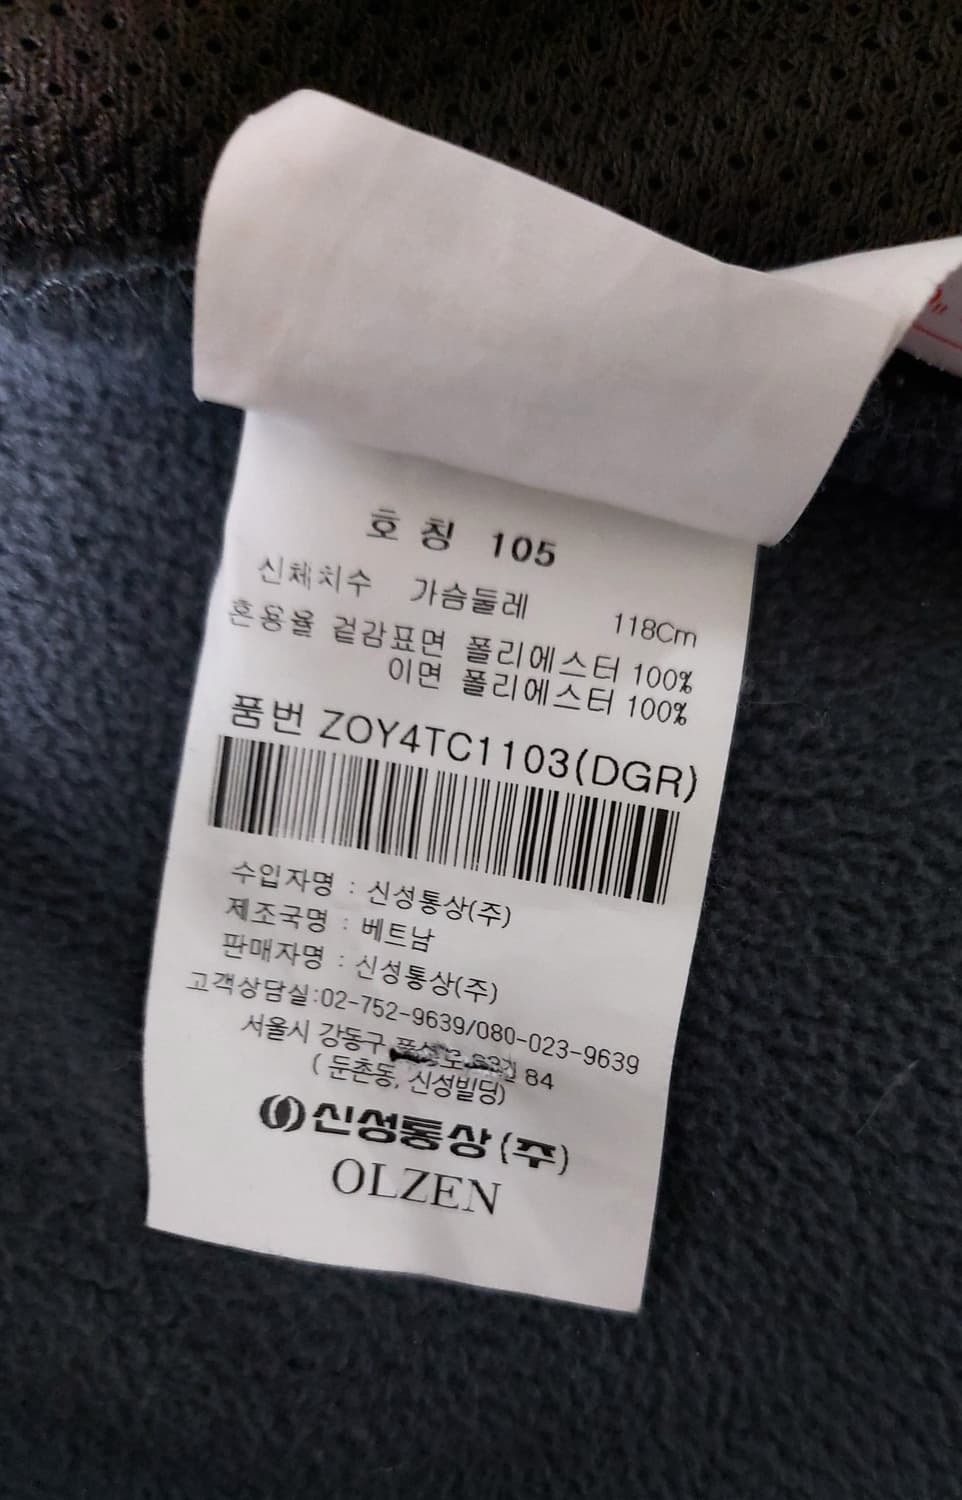 호 칭 105
신체치수 가슴둘레 118Cm
혼용율 겉감표면 폴리에스터 100%
이면 폴리에스터 100%
품번 ZOY4TC1103(DGR)
수입자명 : 신성통상(주)
제조국명 : 베트남
판매자명 : 신성통상(주)
고객상담실:02-752-9639/080-023-9639
서울시 강동구 84
( 둔촌동, 신성빌딩)
신성통상(주)
OLZEN